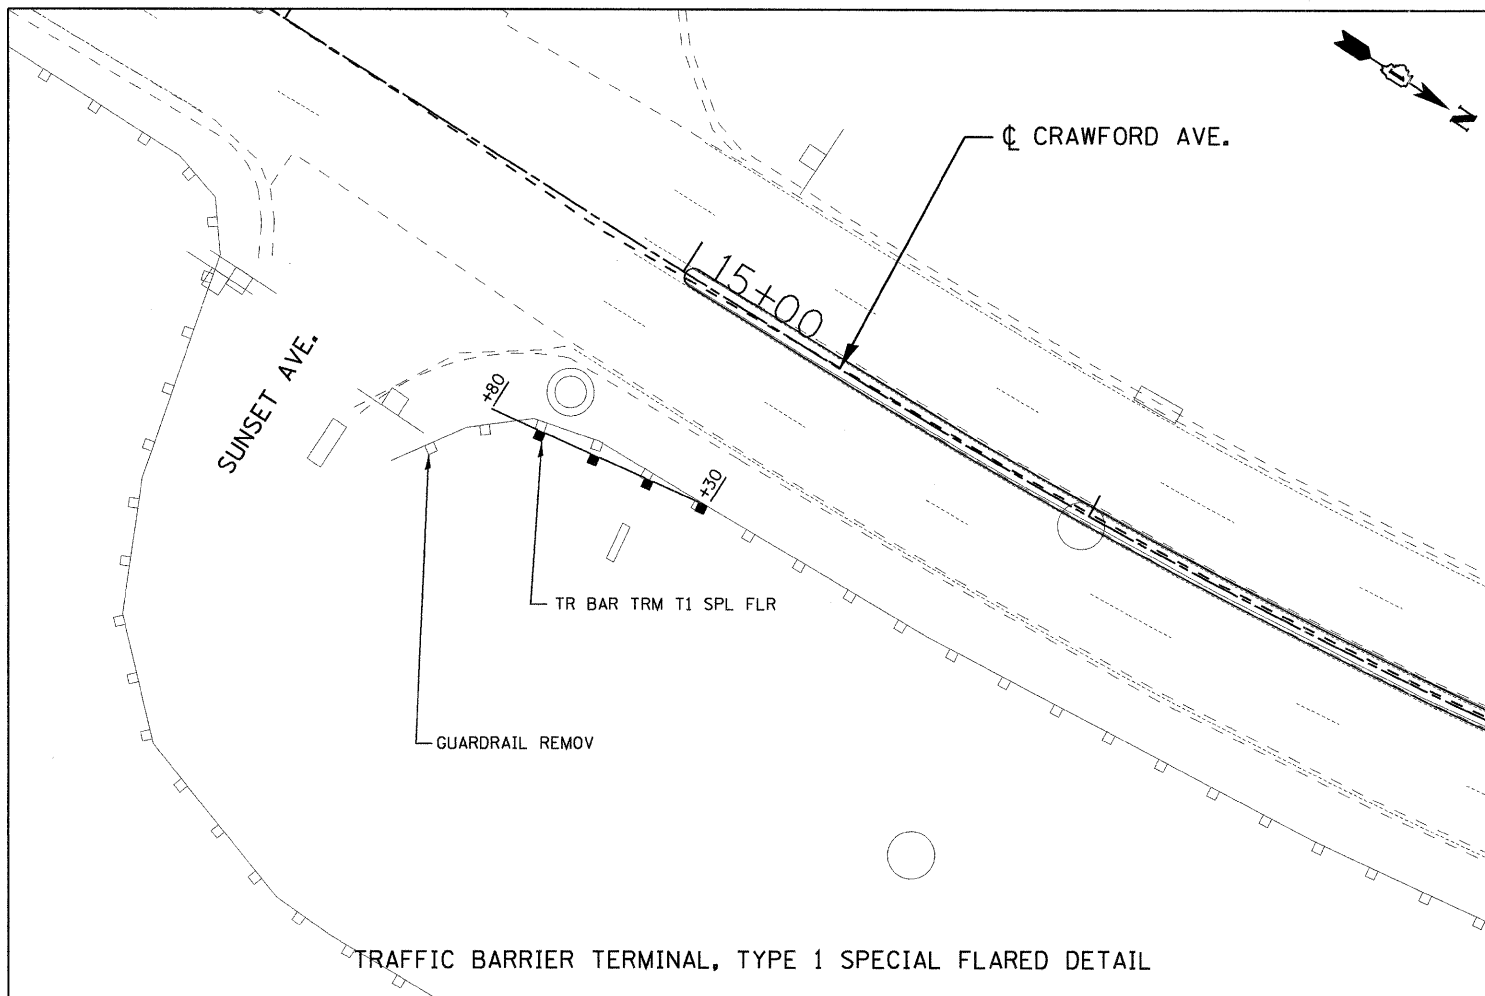 N
℄ CRAWFORD AVE.
15+00
SUNSET AVE.
+80
+30
TR BAR TRM T1 SPL FLR
GUARDRAIL REMOV
TRAFFIC BARRIER TERMINAL, TYPE 1 SPECIAL FLARED DETAIL